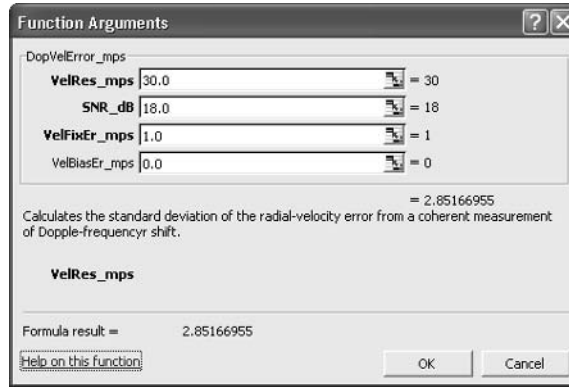 Function Arguments
DopVelError_mps
VelRes_mps 30.0 = 30
SNR_dB 18.0 = 18
VelFixEr_mps 1.0 = 1
VelBiasEr_mps 0.0 = 0
= 2.85166955
Calculates the standard deviation of the radial-velocity error from a coherent measurement
of Dopple-frequencyr shift.
VelRes_mps
Formula result = 2.85166955
Help on this function
OK Cancel